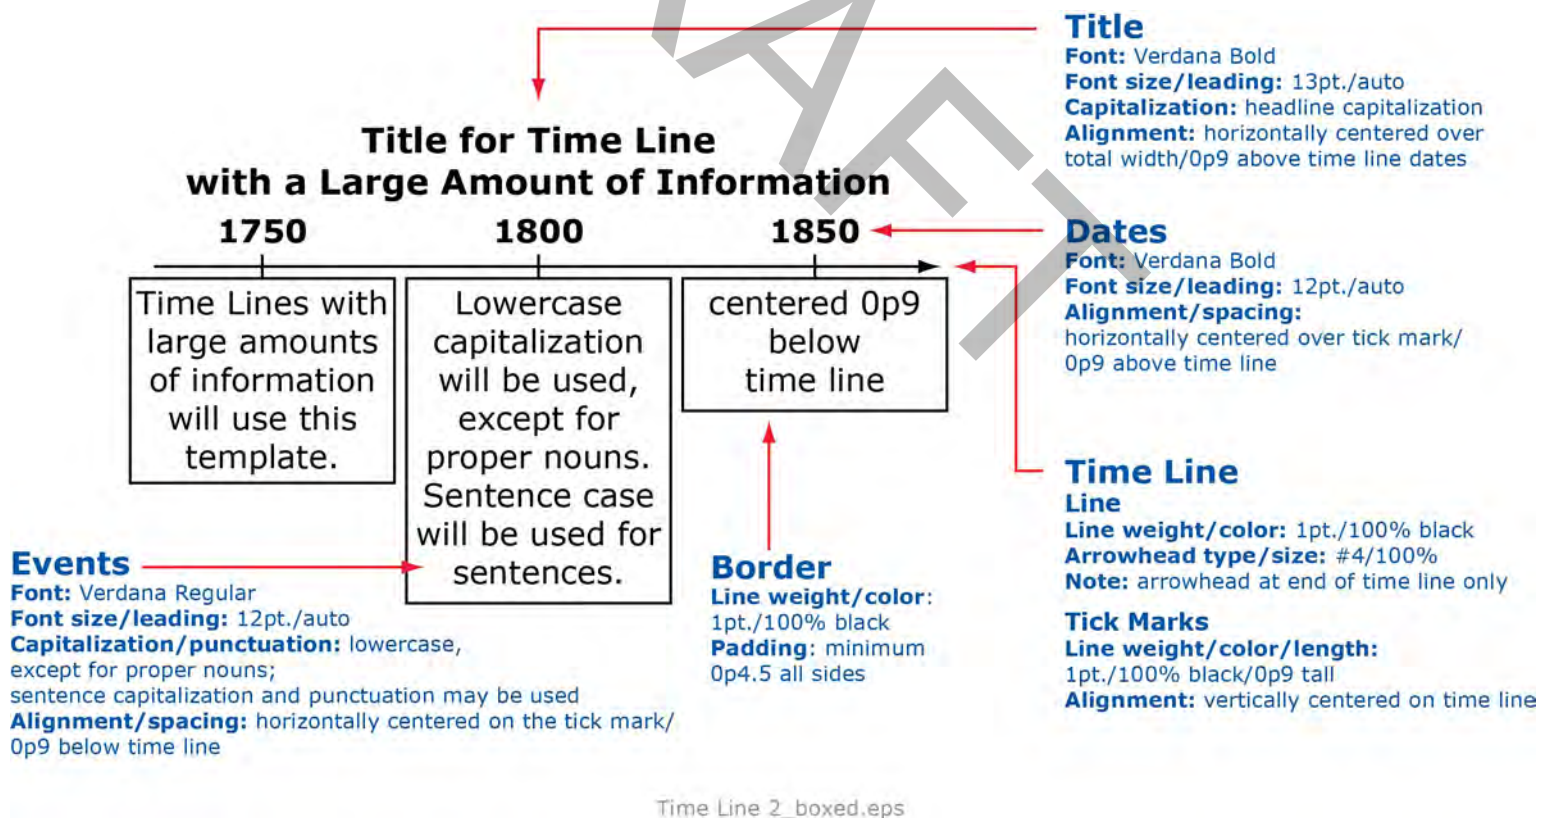 Title
Font: Verdana Bold
Font size/leading: 13pt./auto
Capitalization: headline capitalization
Alignment: horizontally centered over
total width/0p9 above time line dates
Title for Time Line
with a Large Amount of Information
1750
1800
1850
Dates
Font: Verdana Bold
Font size/leading: 12pt./auto
Alignment/spacing:
horizontally centered over tick mark/
0p9 above time line
Time Lines with
large amounts
of information
will use this
template.
Lowercase
capitalization
will be used,
except for
proper nouns.
Sentence case
will be used for
sentences.
centered 0p9
below
time line
Time Line
Line
Line weight/color: 1pt./100% black
Arrowhead type/size: #4/100%
Note: arrowhead at end of time line only
Tick Marks
Line weight/color/length:
1pt./100% black/0p9 tall
Alignment: vertically centered on time line
Events
Font: Verdana Regular
Font size/leading: 12pt./auto
Capitalization/punctuation: lowercase,
except for proper nouns;
sentence capitalization and punctuation may be used
Alignment/spacing: horizontally centered on the tick mark/
0p9 below time line
Border
Line weight/color:
1pt./100% black
Padding: minimum
0p4.5 all sides
AFT
Time Line 2_boxed.eps